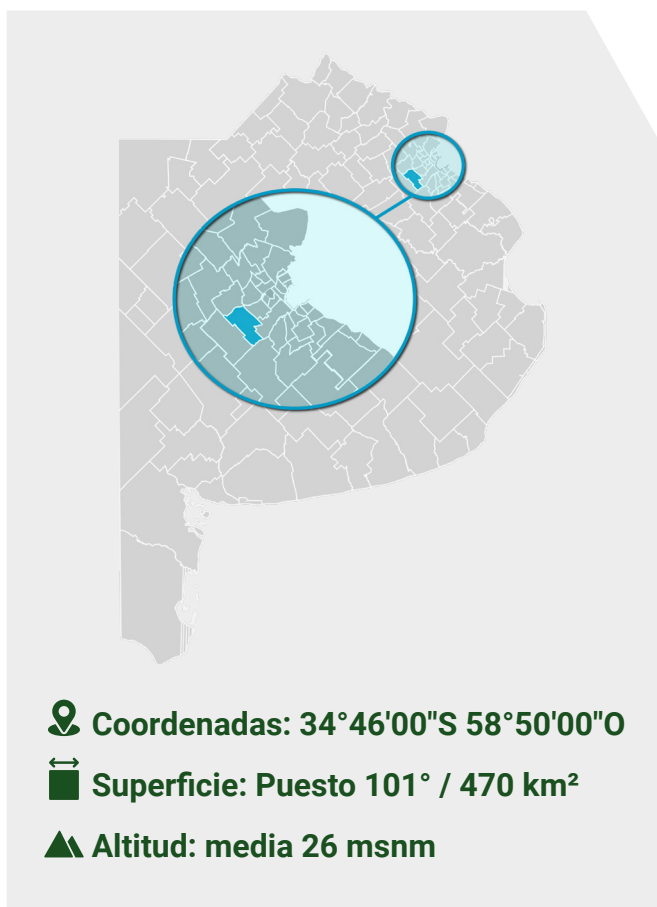 Coordenadas: 34°46'00"S 58°50'00"O
Superficie: Puesto 101° / 470 km²
Altitud: media 26 msnm